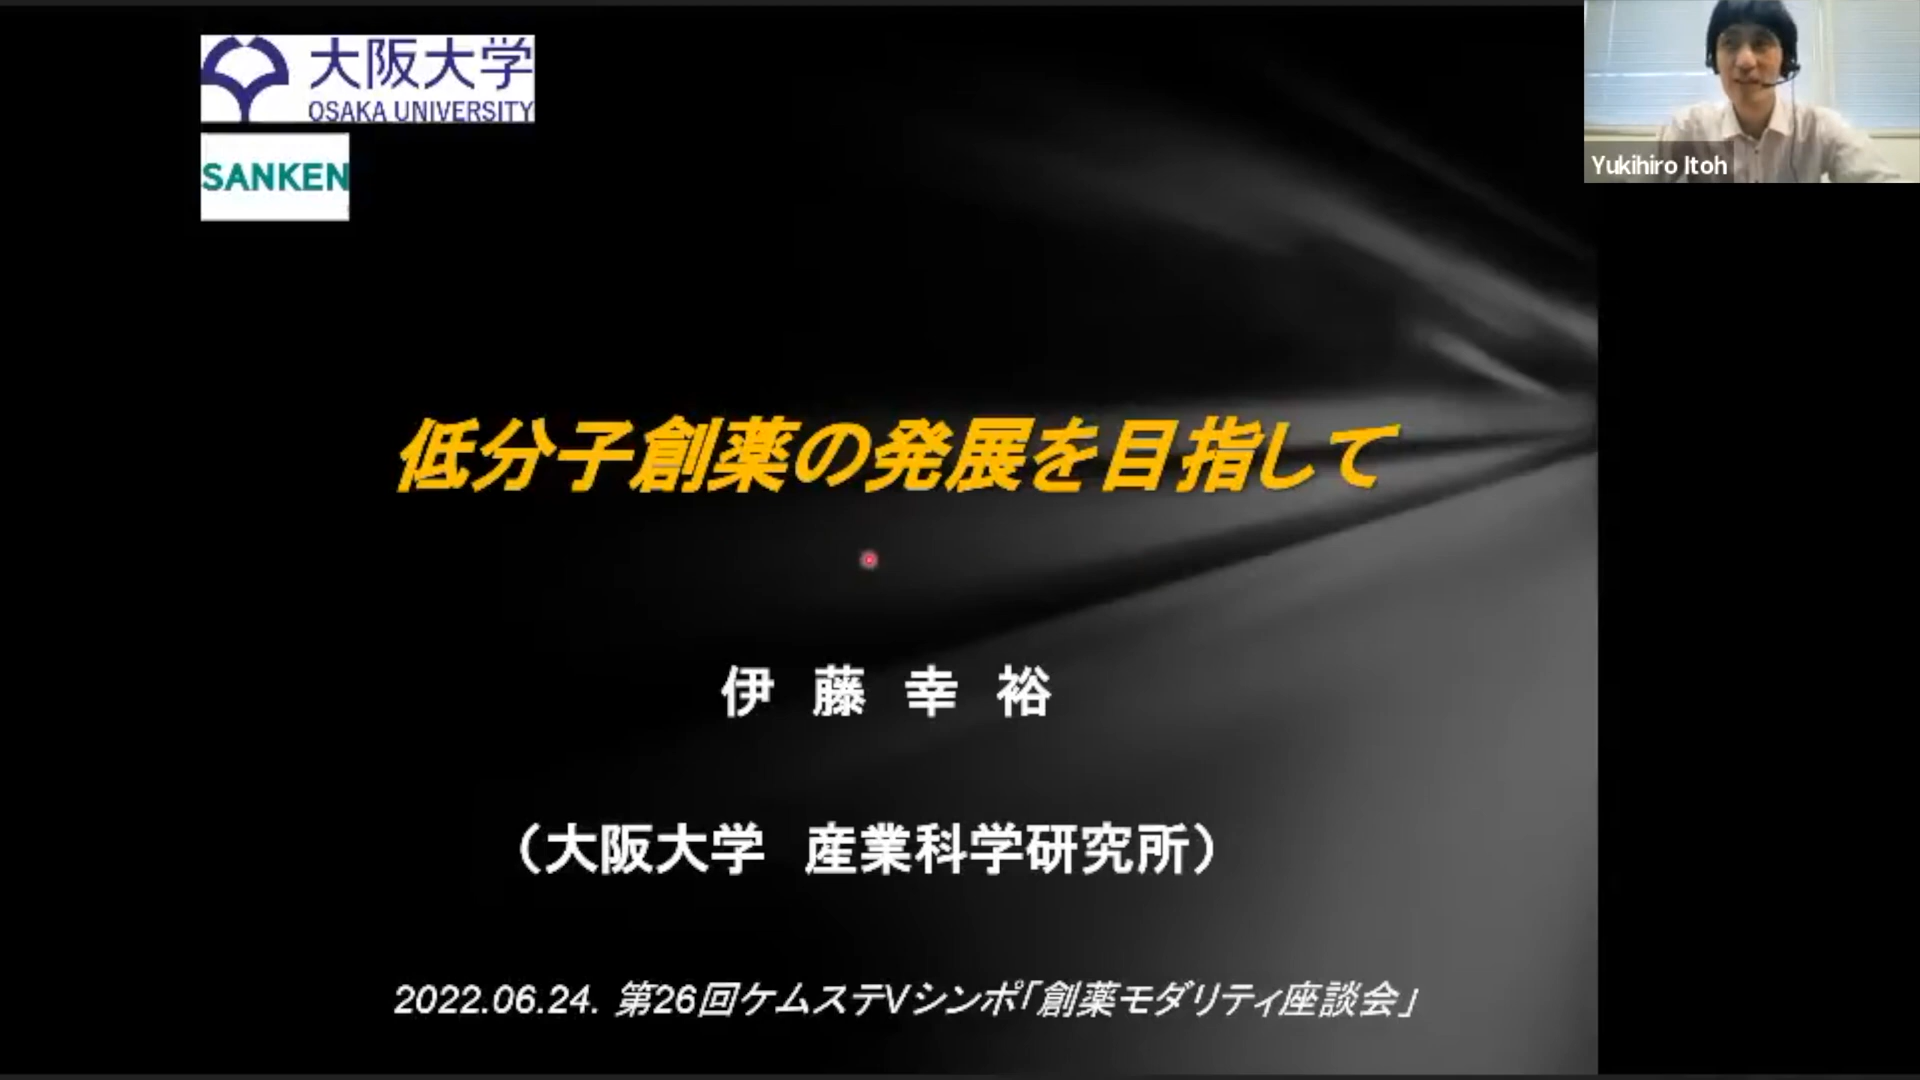 大阪大学
OSAKA UNIVERSITY
SANKEN
Yukihiro Itoh
低分子創薬の発展を目指して
伊 藤 幸 裕
（大阪大学　産業科学研究所）
2022.06.24. 第26回ケムステVシンポ「創薬モダリティ座談会」